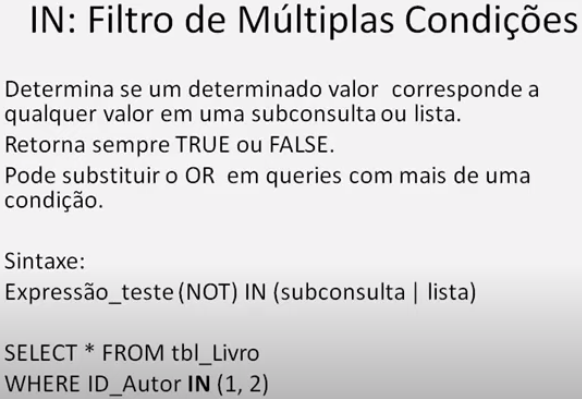 IN: Filtro de Múltiplas Condições
Determina se um determinado valor corresponde a
qualquer valor em uma subconsulta ou lista.
Retorna sempre TRUE ou FALSE.
Pode substituir o OR em queries com mais de uma
condição.
Sintaxe:
Expressão_teste (NOT) IN (subconsulta | lista)
SELECT * FROM tbl_Livro
WHERE ID_Autor IN (1, 2)